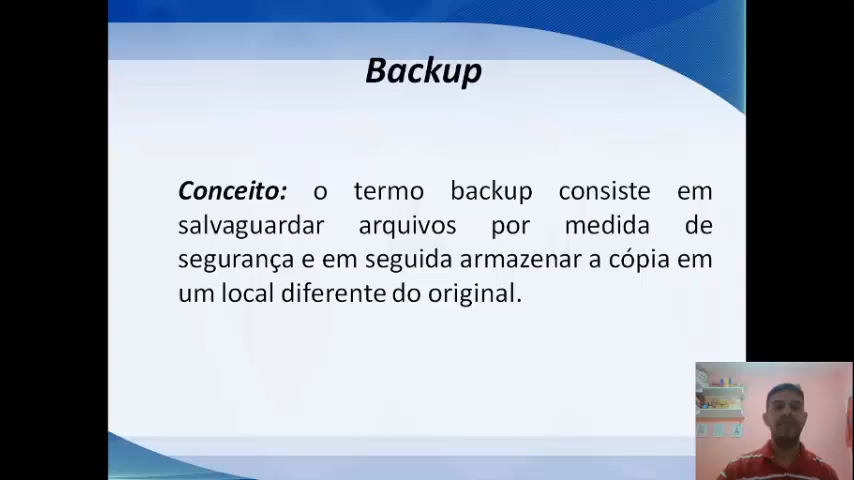 Backup
Conceito: o termo backup consiste em
salvaguardar arquivos por medida de
segurança e em seguida armazenar a cópia em
um local diferente do original.